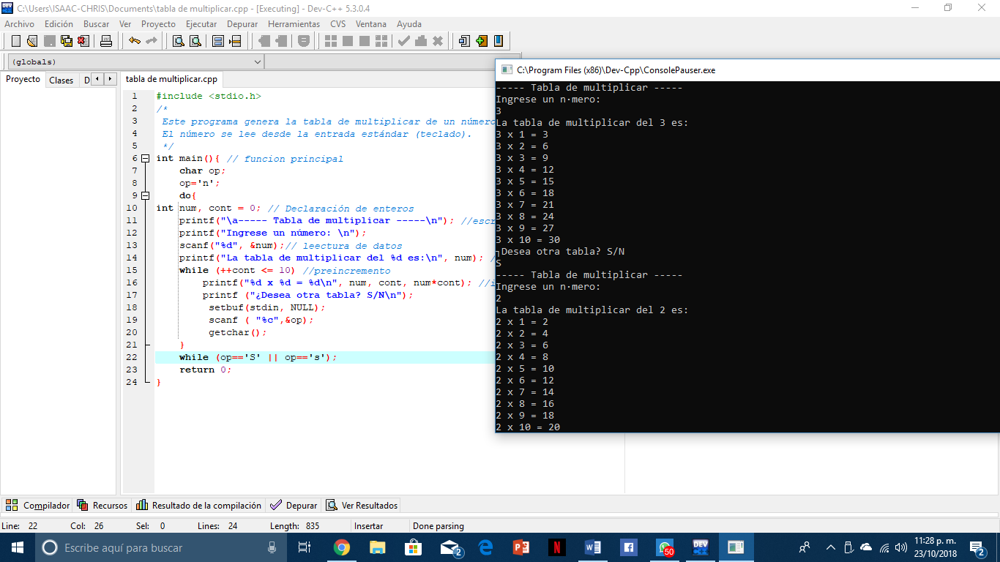 C:\Users\ISAAC-CHRIS\Documents\tabla de multiplicar.cpp - [Executing] - Dev-C++ 5.3.0.4
Archivo Edición Buscar Ver Proyecto Ejecutar Depurar Herramientas CVS Ventana Ayuda
(globals)
Proyecto Clases D
tabla de multiplicar.cpp
1 #include <stdio.h>
2 /*
3 Este programa genera la tabla de multiplicar de un número
4 El número se lee desde la entrada estándar (teclado).
5 */
6 int main(){ // funcion principal
7 char op;
8 op='n';
9 do{
10 int num, cont = 0; // Declaración de enteros
11 printf("\a----- Tabla de multiplicar -----\n"); //escr
12 printf("Ingrese un número: \n");
13 scanf("%d", &num);// leectura de datos
14 printf("La tabla de multiplicar del %d es:\n", num); /
15 while (++cont <= 10) //preincremento
16 printf("%d x %d = %d\n", num, cont, num*cont); //i
17 printf ("¿Desea otra tabla? S/N\n");
18 setbuf(stdin, NULL);
19 scanf ( "%c",&op);
20 getchar();
21 }
22 while (op=='S' || op=='s');
23 return 0;
24 }
C:\Program Files (x86)\Dev-Cpp\ConsolePauser.exe
----- Tabla de multiplicar -----
Ingrese un n·mero:
3
La tabla de multiplicar del 3 es:
3 x 1 = 3
3 x 2 = 6
3 x 3 = 9
3 x 4 = 12
3 x 5 = 15
3 x 6 = 18
3 x 7 = 21
3 x 8 = 24
3 x 9 = 27
3 x 10 = 30
┐Desea otra tabla? S/N
S
----- Tabla de multiplicar -----
Ingrese un n·mero:
2
La tabla de multiplicar del 2 es:
2 x 1 = 2
2 x 2 = 4
2 x 3 = 6
2 x 4 = 8
2 x 5 = 10
2 x 6 = 12
2 x 7 = 14
2 x 8 = 16
2 x 9 = 18
2 x 10 = 20
Compilador Recursos Resultado de la compilación Depurar Ver Resultados
Line: 22 Col: 26 Sel: 0 Lines: 24 Length: 835 Insertar Done parsing
Escribe aquí para buscar
2
50
DEV
11:28 p. m.
23/10/2018
2